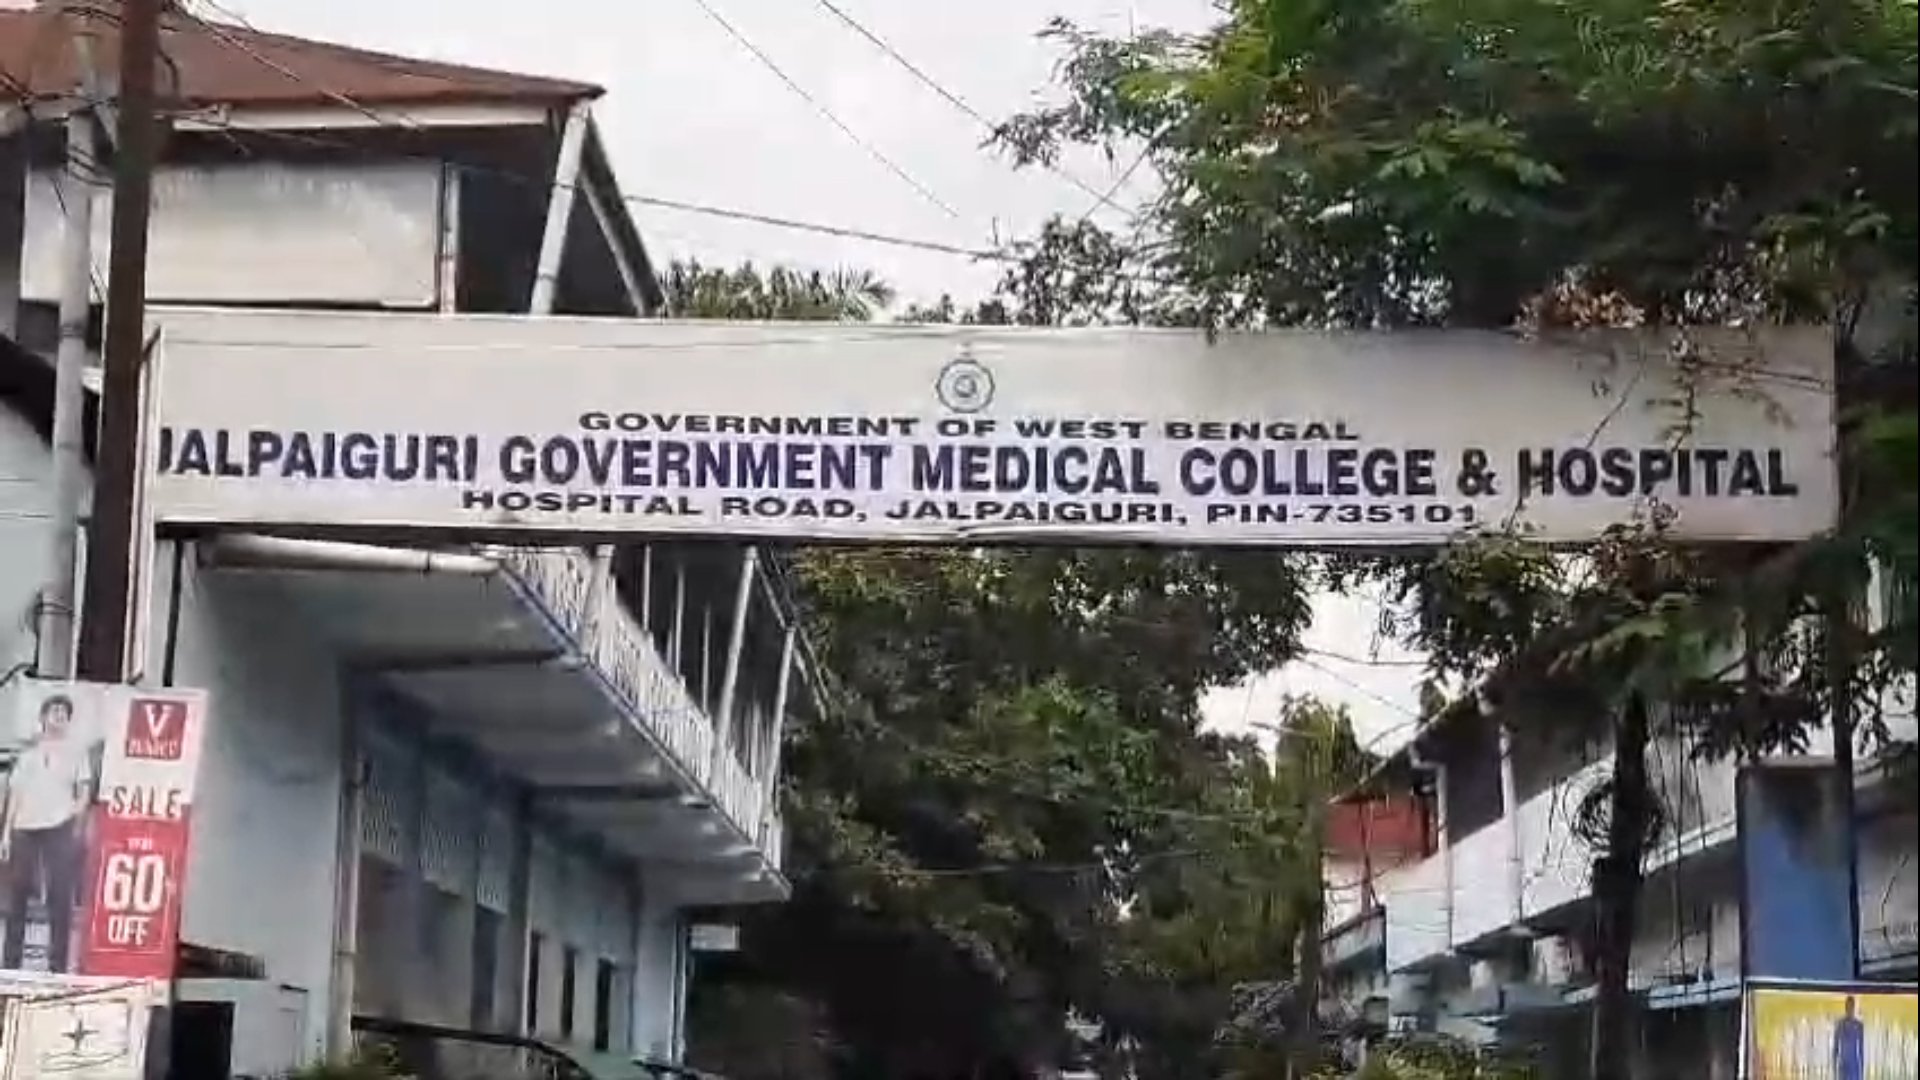 GOVERNMENT OF WEST BENGAL
JALPAIGURI GOVERNMENT MEDICAL COLLEGE & HOSPITAL
HOSPITAL ROAD, JALPAIGURI, PIN-735101
V
SALE
60
OFF